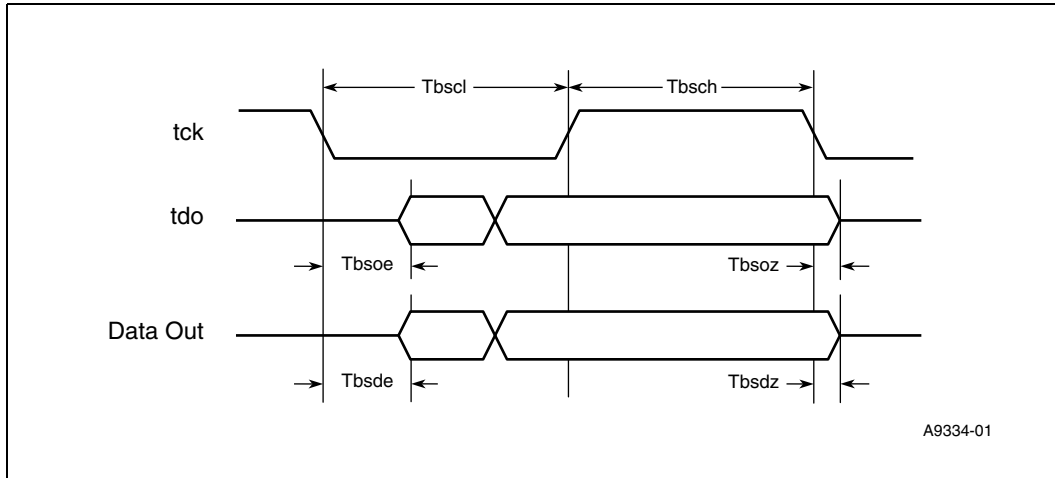 Tbscl
Tbsch
tck
tdo
Tbsoe
Tbsoz
Data Out
Tbsde
Tbsdz
A9334-01